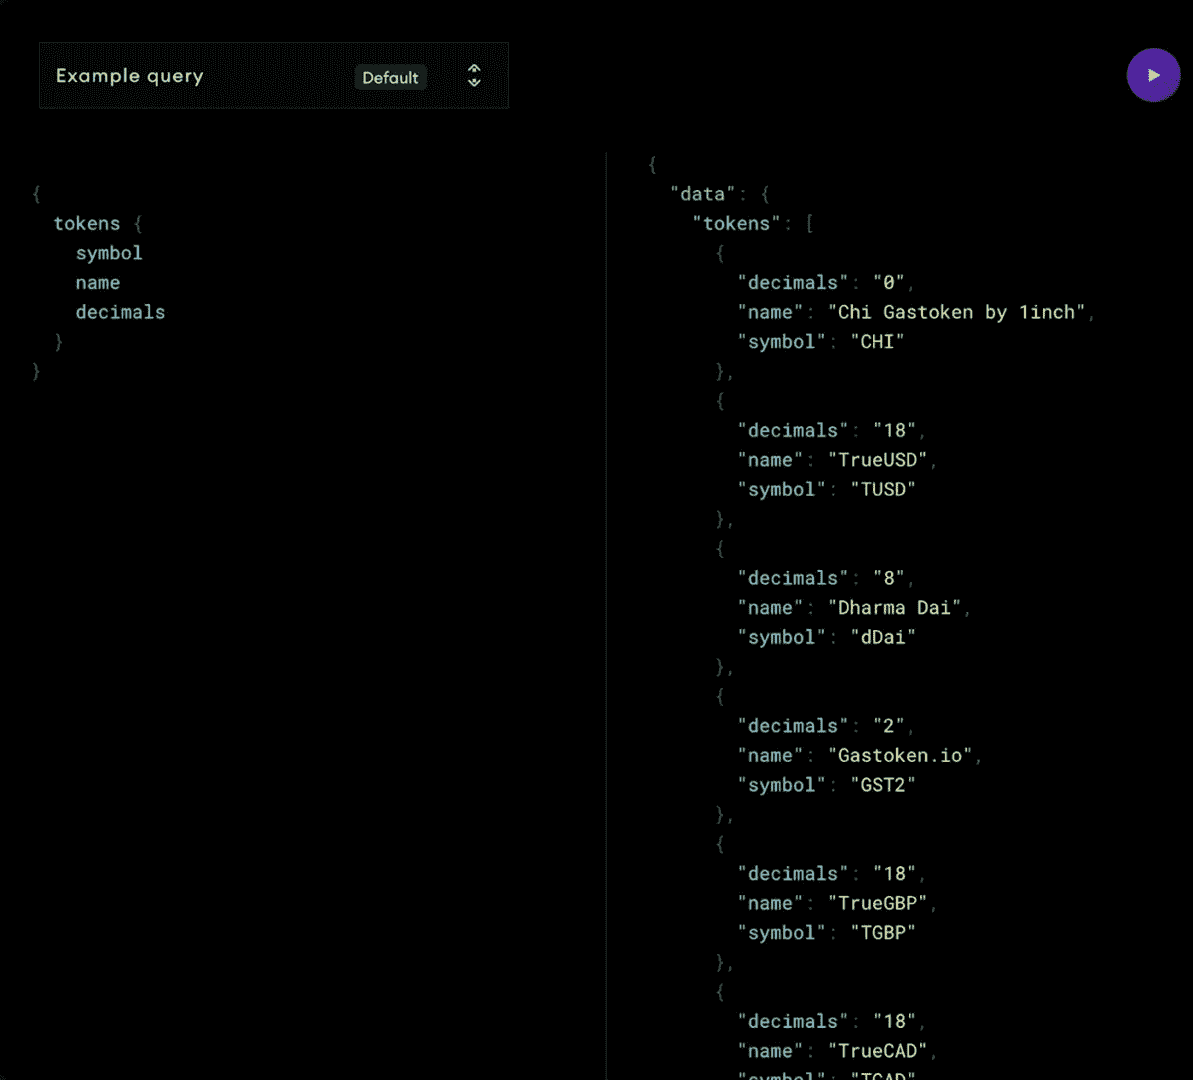 Example query
Default
{
tokens {
symbol
name
decimals
}
}
{
"data": {
"tokens": [
{
"decimals": "0",
"name": "Chi Gastoken by 1inch",
"symbol": "CHI"
},
{
"decimals": "18",
"name": "TrueUSD",
"symbol": "TUSD"
},
{
"decimals": "8",
"name": "Dharma Dai",
"symbol": "dDai"
},
{
"decimals": "2",
"name": "Gastoken.io",
"symbol": "GST2"
},
{
"decimals": "18",
"name": "TrueGBP",
"symbol": "TGBP"
},
{
"decimals": "18",
"name": "TrueCAD",
"symbol": "TCAD"